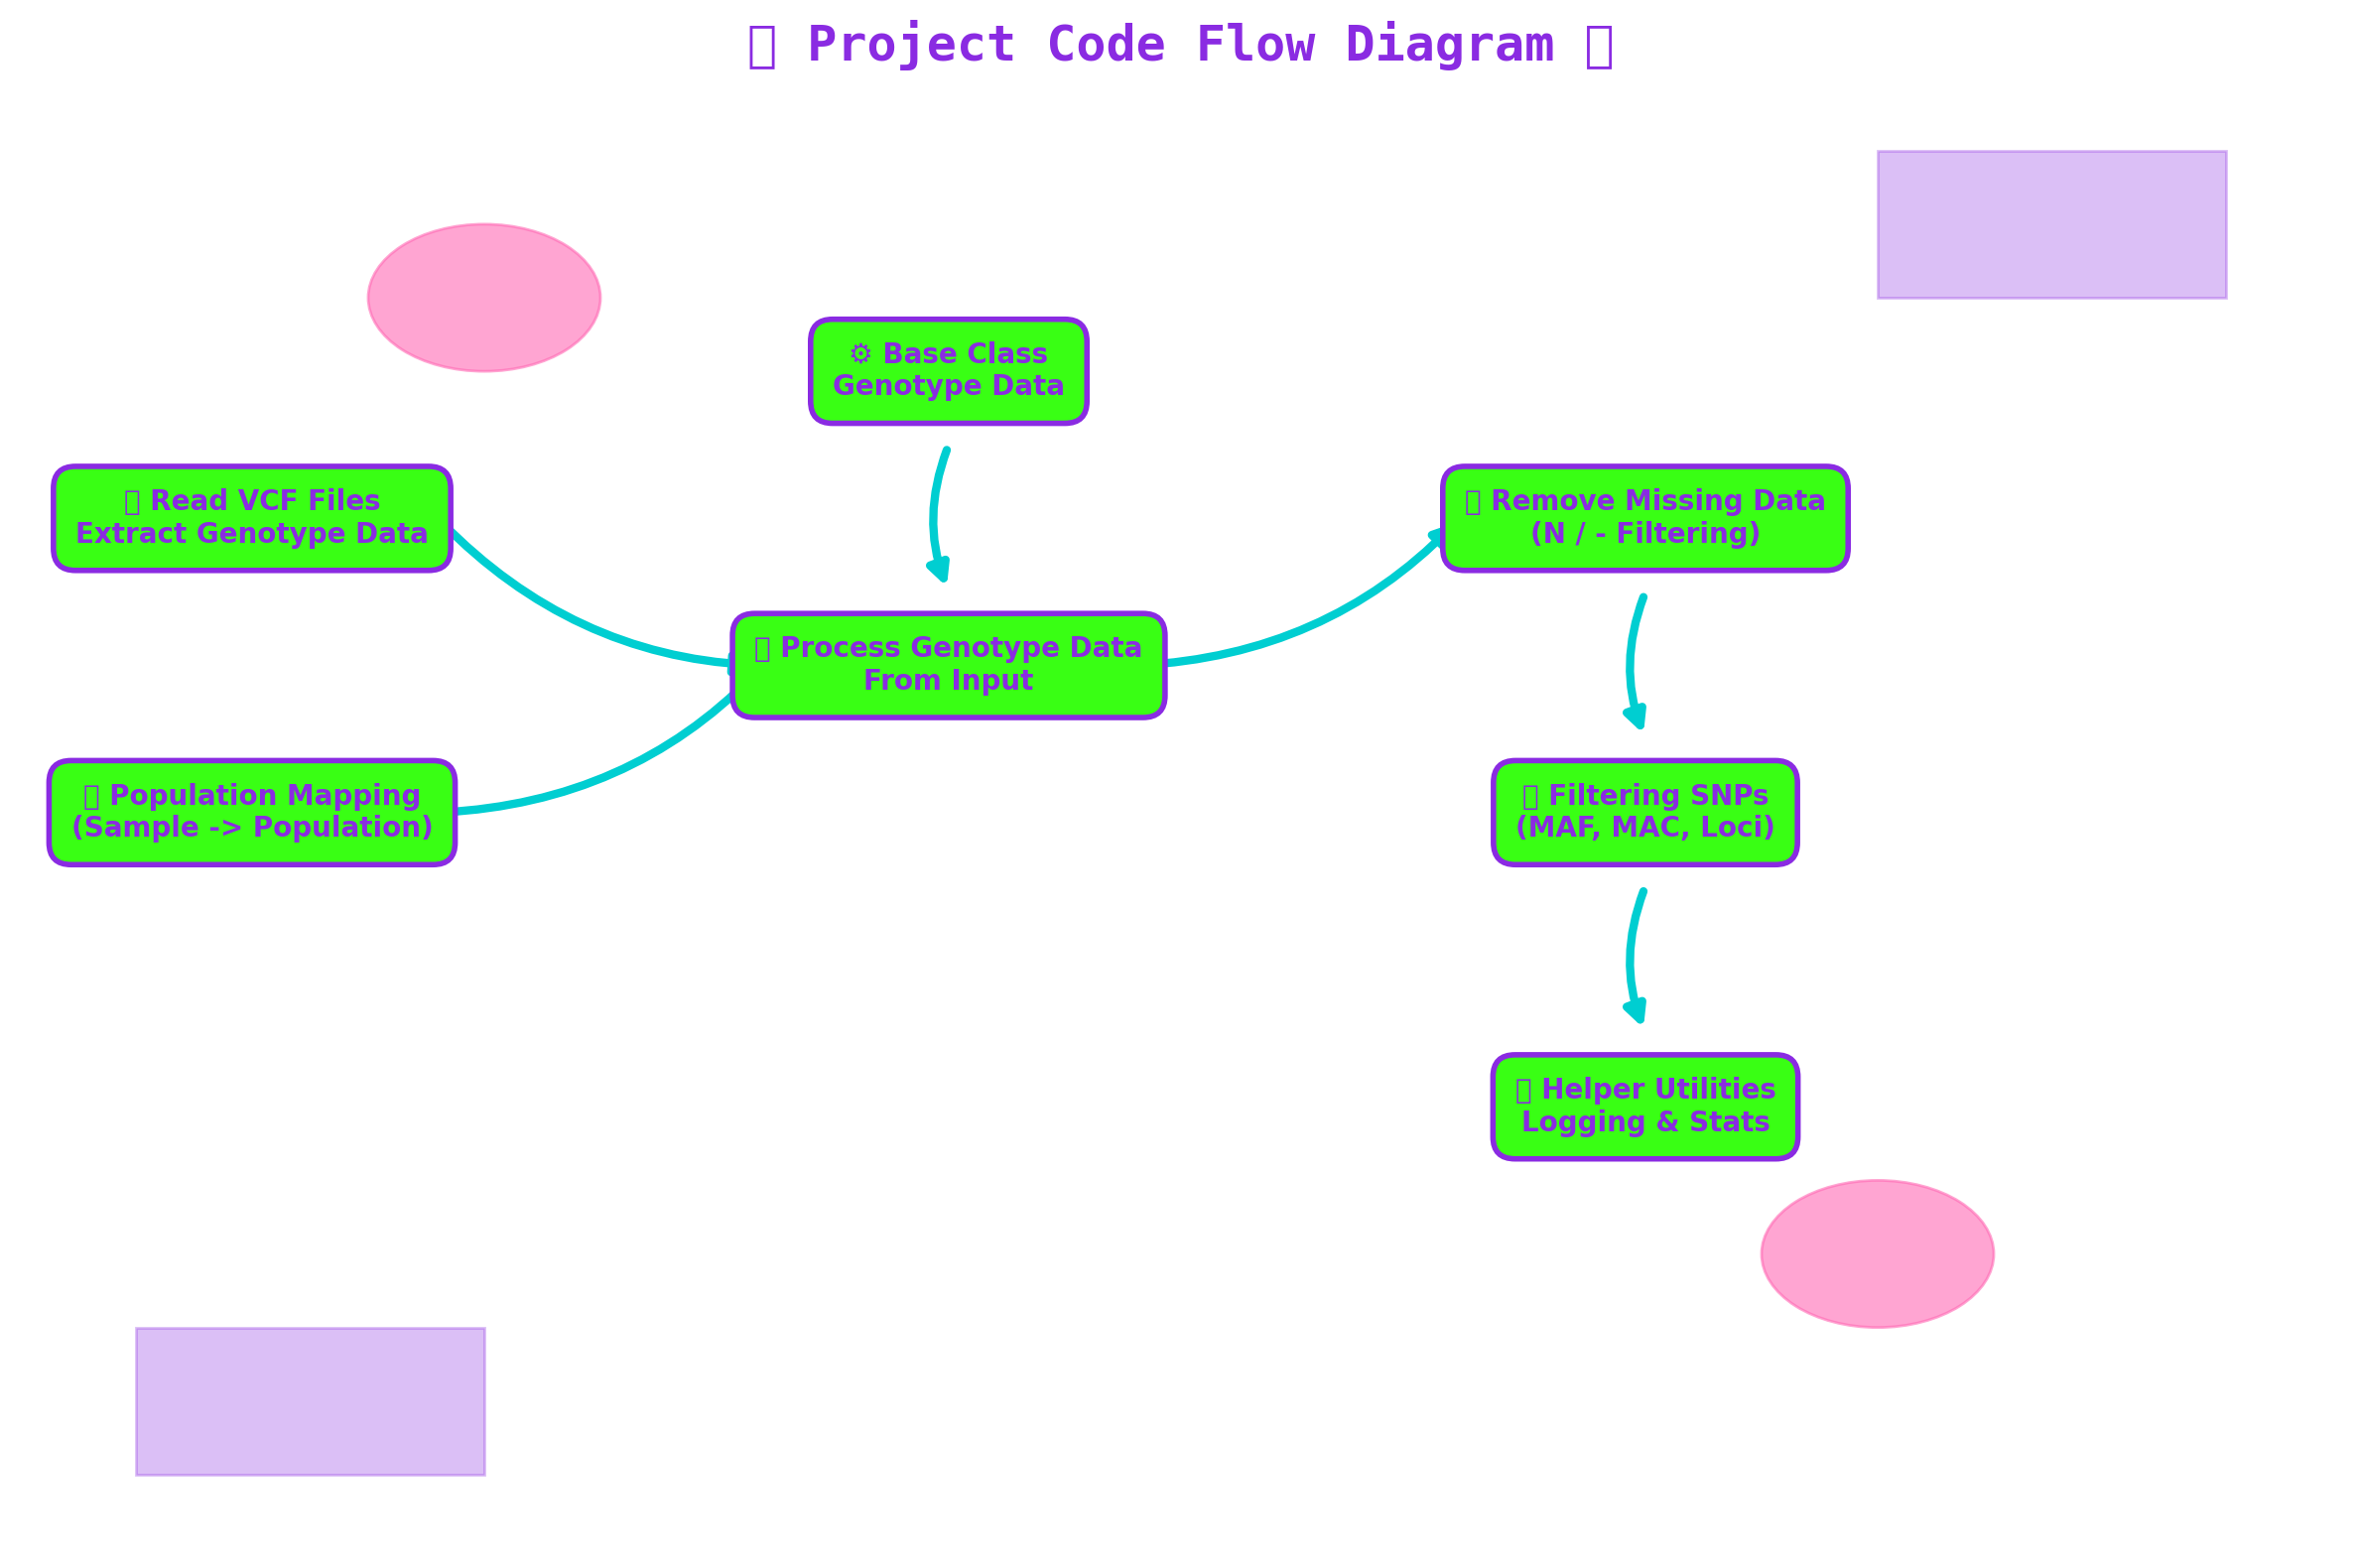 Project Code Flow Diagram
⚙ Base Class
Genotype Data
Read VCF Files
Extract Genotype Data
Remove Missing Data
(N / - Filtering)
Process Genotype Data
From Input
Population Mapping
(Sample -> Population)
Filtering SNPs
(MAF, MAC, Loci)
Helper Utilities
Logging & Stats